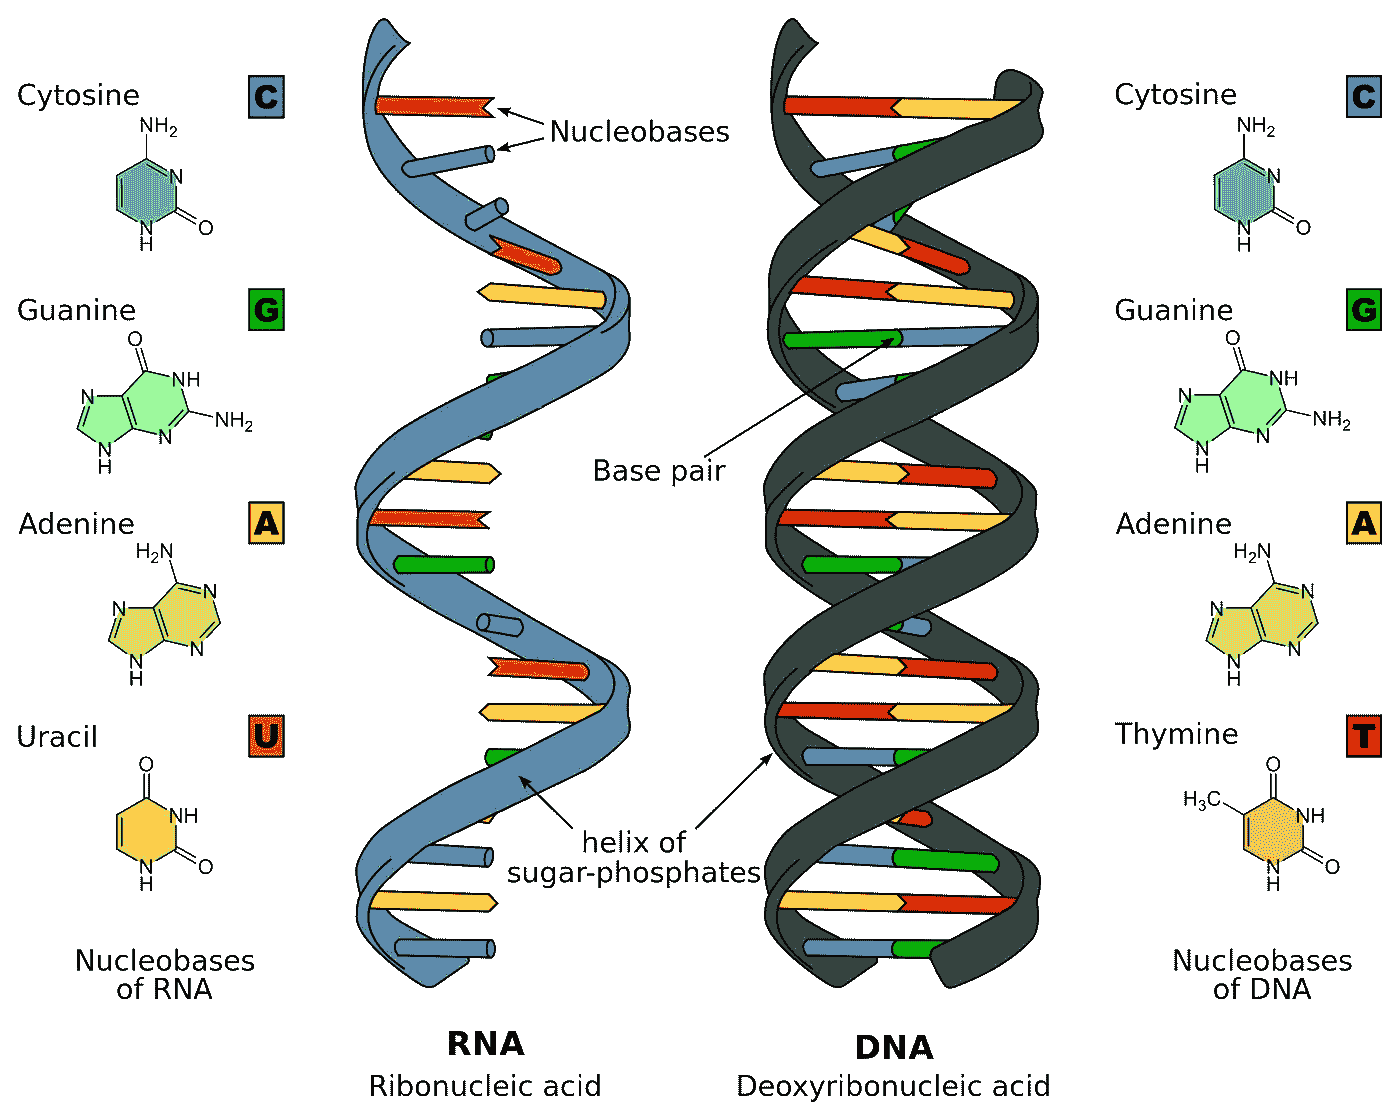 Cytosine
C
NH2
N
N
H
O
Guanine
G
O
N
NH
N
H
N
NH2
Adenine
A
H2N
N
N
N
H
N
Uracil
U
O
NH
N
H
O
Nucleobases
of RNA
Nucleobases
Base pair
helix of
sugar-phosphates
RNA
Ribonucleic acid
DNA
Deoxyribonucleic acid
Cytosine
C
NH2
N
N
H
O
Guanine
G
O
N
NH
N
H
N
NH2
Adenine
A
H2N
N
N
N
H
N
Thymine
T
O
H3C
NH
N
H
O
Nucleobases
of DNA